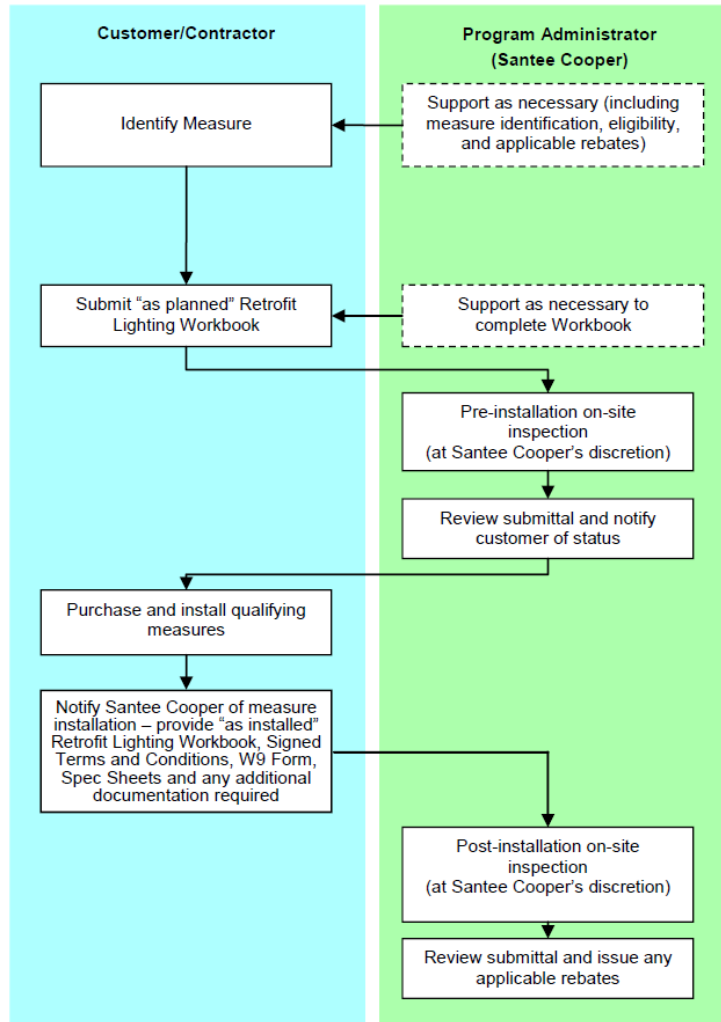 Customer/Contractor
Program Administrator
(Santee Cooper)
Identify Measure
Support as necessary (including
measure identification, eligibility,
and applicable rebates)
Submit “as planned” Retrofit
Lighting Workbook
Support as necessary to
complete Workbook
Pre-installation on-site
inspection
(at Santee Cooper’s discretion)
Review submittal and notify
customer of status
Purchase and install qualifying
measures
Notify Santee Cooper of measure
installation – provide “as installed”
Retrofit Lighting Workbook, Signed
Terms and Conditions, W9 Form,
Spec Sheets and any additional
documentation required
Post-installation on-site
inspection
(at Santee Cooper’s discretion)
Review submittal and issue any
applicable rebates